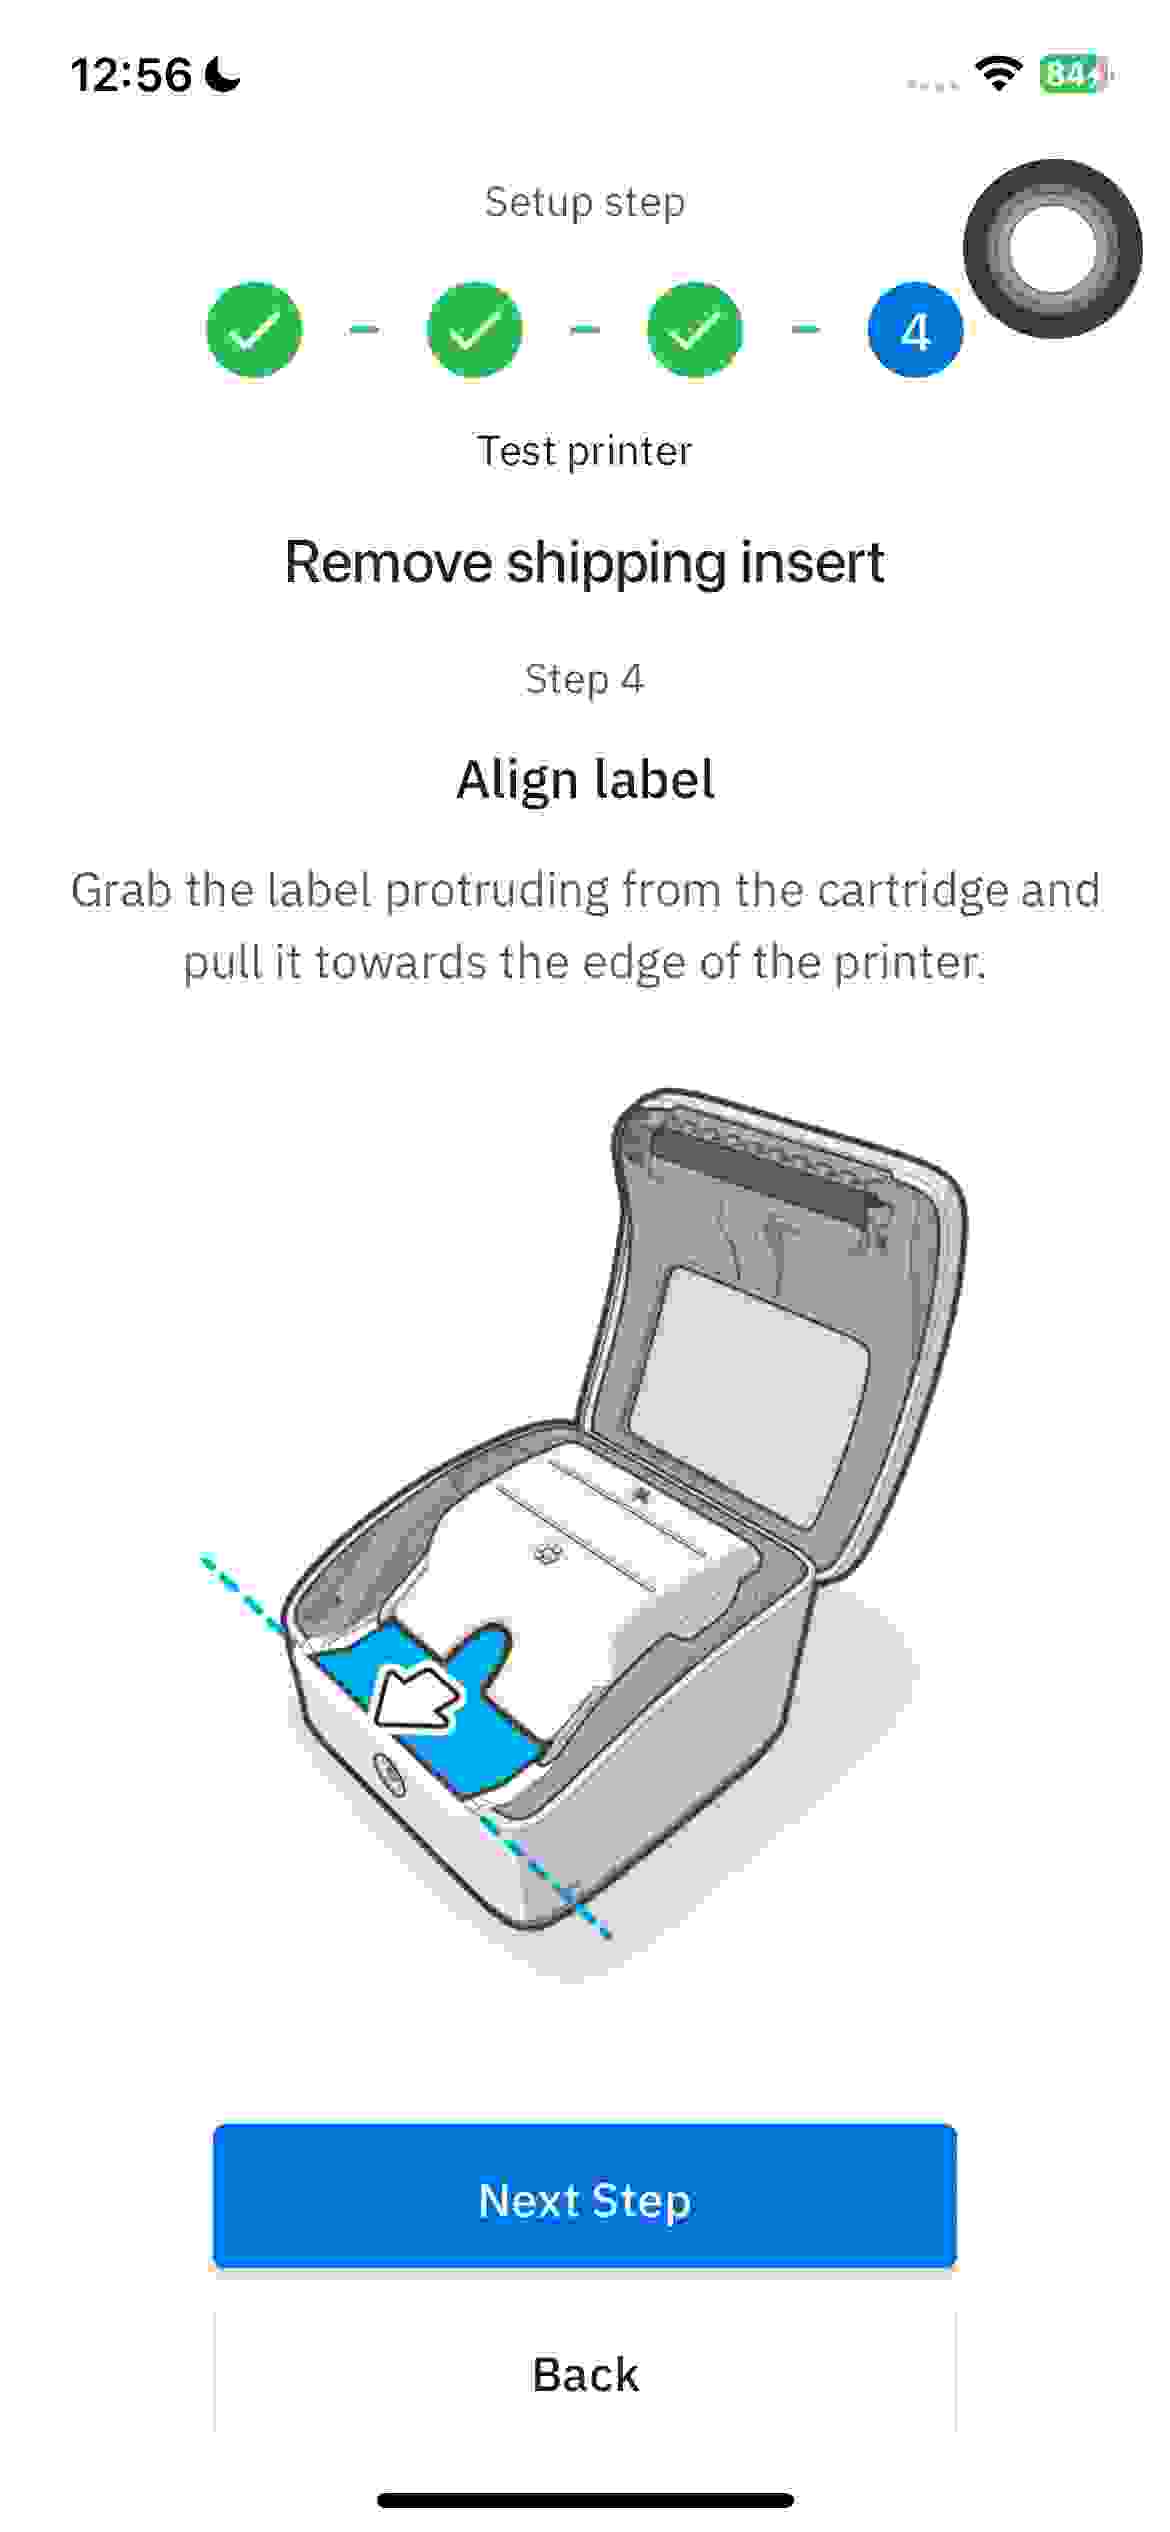 12:56
84
Setup step
4
Test printer
Remove shipping insert
Step 4
Align label
Grab the label protruding from the cartridge and
pull it towards the edge of the printer.
Next Step
Back